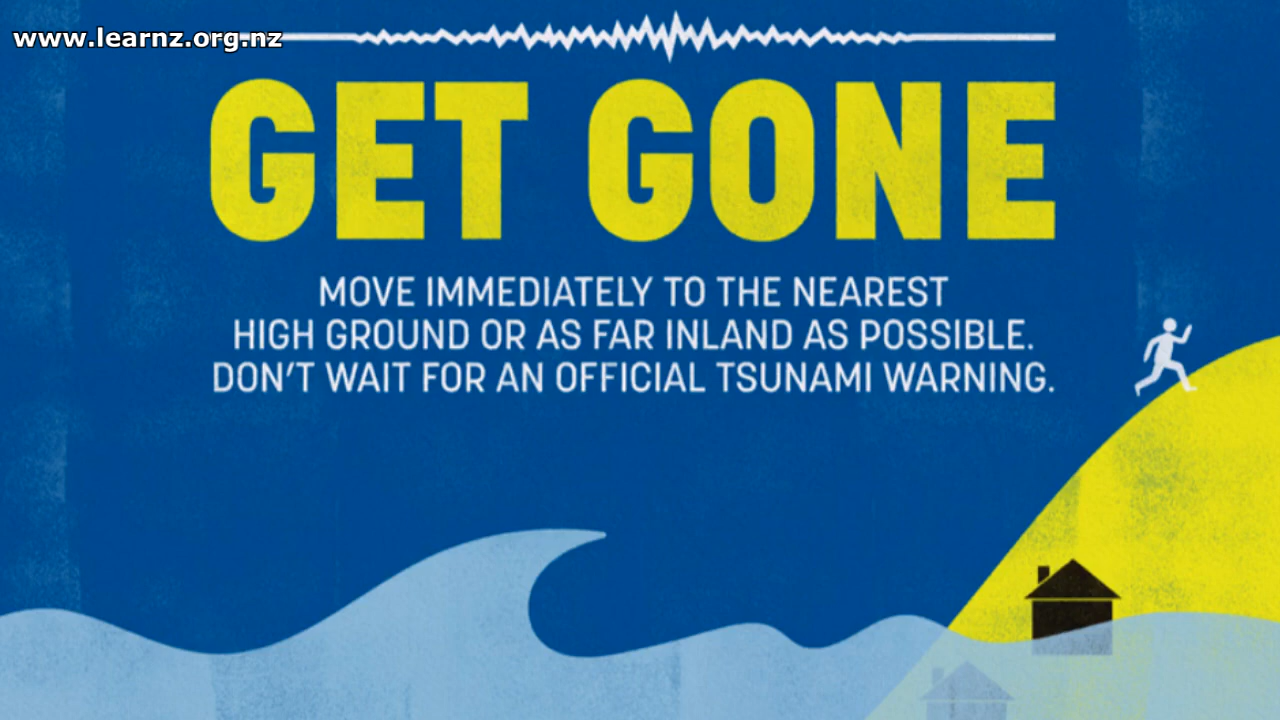 www.learnz.org.nz
GET GONE
MOVE IMMEDIATELY TO THE NEAREST
HIGH GROUND OR AS FAR INLAND AS POSSIBLE.
DON'T WAIT FOR AN OFFICIAL TSUNAMI WARNING.